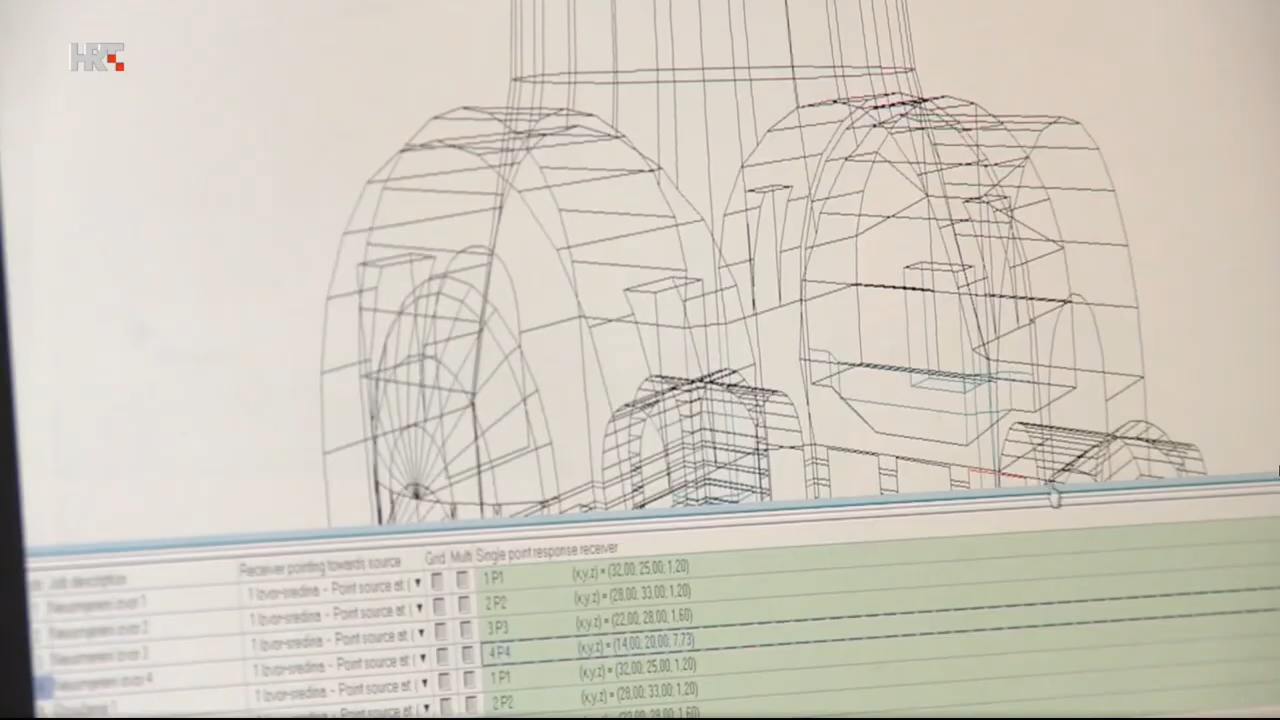 HRT
Job description Receiver pointing towards source Grid Multi Single point response receiver
1 Izvor-sredina - Point source at ( 1 P1 (x,y,z) = (32,00; 25,00; 1,20)
1 Izvor-sredina - Point source at ( 2 P2 (x,y,z) = (28,00; 33,00; 1,20)
1 Izvor-sredina - Point source at ( 3 P3 (x,y,z) = (22,00; 28,00; 1,60)
1 Izvor-sredina - Point source at ( 4 P4 (x,y,z) = (14,00; 20,00; 7,73)
1 Izvor-sredina - Point source at ( 1 P1 (x,y,z) = (32,00; 25,00; 1,20)
1 Izvor-sredina - Point source at ( 2 P2 (x,y,z) = (28,00; 33,00; 1,20)